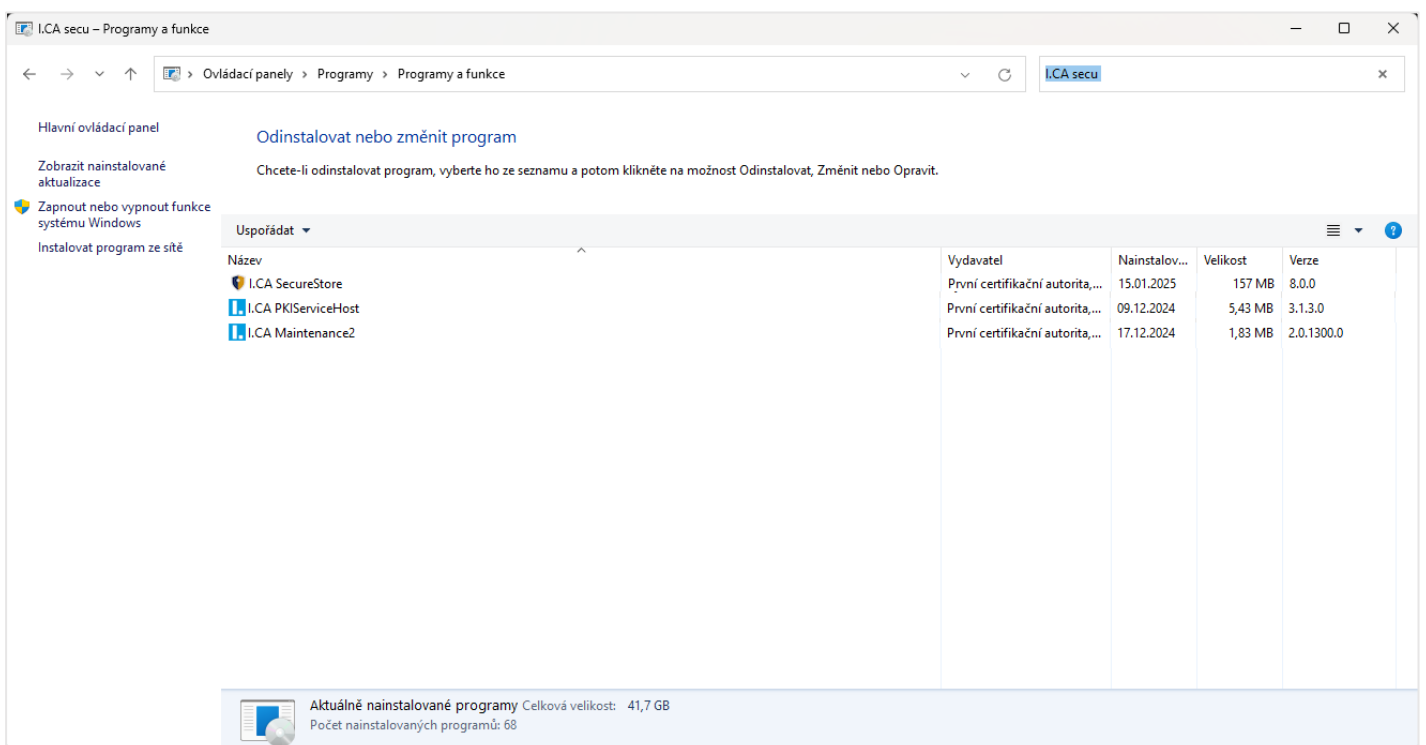 I.CA secu – Programy a funkce
Ovládací panely › Programy › Programy a funkce
I.CA secu
Hlavní ovládací panel
Zobrazit nainstalované
aktualizace
Zapnout nebo vypnout funkce
systému Windows
Instalovat program ze sítě
Odinstalovat nebo změnit program
Chcete-li odinstalovat program, vyberte ho ze seznamu a potom klikněte na možnost Odinstalovat, Změnit nebo Opravit.
Uspořádat
Název Vydavatel Nainstalov... Velikost Verze
I.CA SecureStore První certifikační autorita,... 15.01.2025 157 MB 8.0.0
I.CA PKIServiceHost První certifikační autorita,... 09.12.2024 5,43 MB 3.1.3.0
I.CA Maintenance2 První certifikační autorita,... 17.12.2024 1,83 MB 2.0.1300.0
Aktuálně nainstalované programy Celková velikost: 41,7 GB
Počet nainstalovaných programů: 68